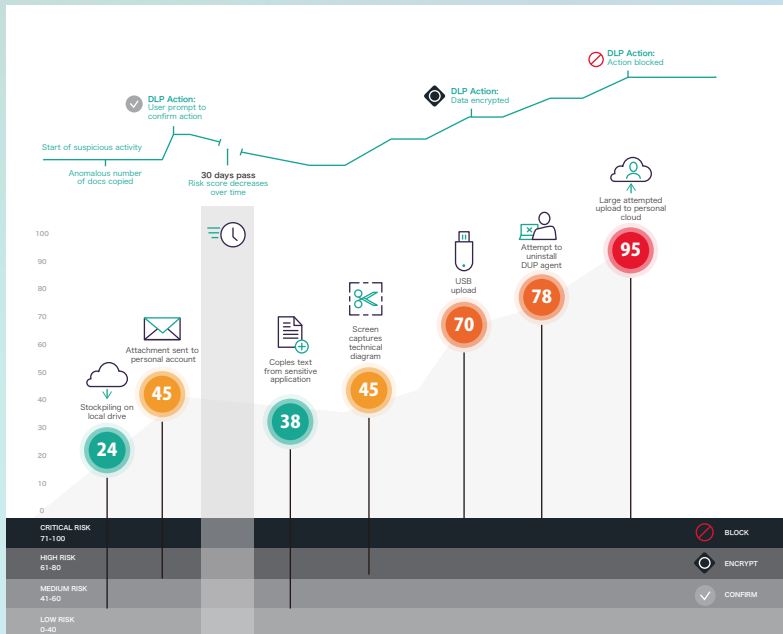 DLP Action:
Action blocked
DLP Action:
Data encrypted
DLP Action:
User prompt to
confirm action
Start of suspicious activity
Anomalous number
of docs copied
30 days pass
Risk score decreases
over time
Large attempted
upload to personal
cloud
95
Attempt to
uninstall
DUP agent
78
USB
upload
70
Screen
captures
technical
diagram
45
Coples text
from sensitive
application
38
Attachment sent to
personal account
45
Stockpiling on
local drive
24
100
90
80
70
60
50
40
30
20
10
0
CRITICAL RISK
71-100
BLOCK
HIGH RISK
61-80
ENCRYPT
MEDIUM RISK
41-60
CONFIRM
LOW RISK
0-40